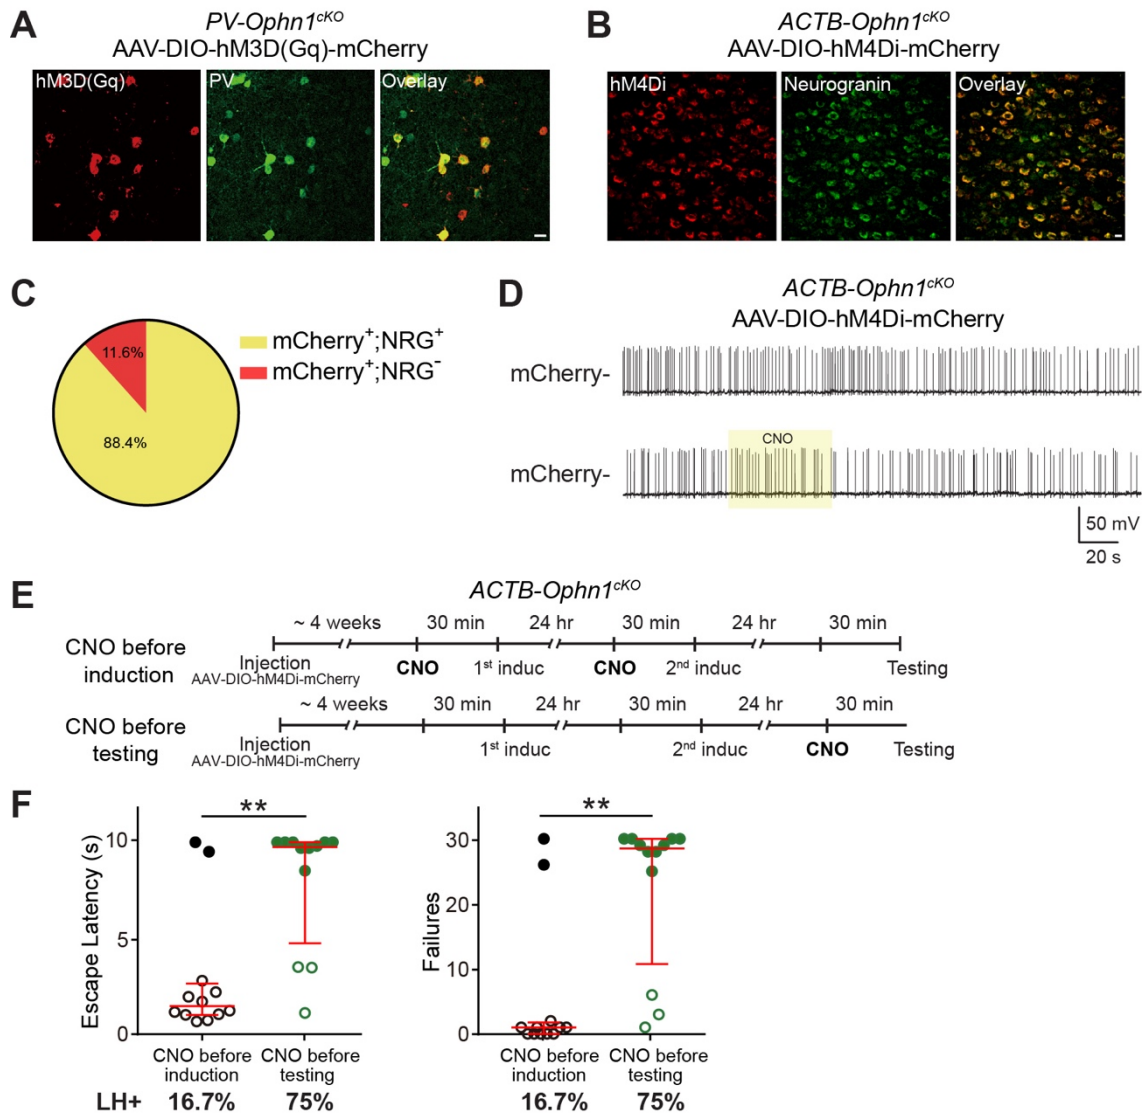 A
PV-Ophn1cKO
AAV-DIO-hM3D(Gq)-mCherry
hM3D(Gq)
PV
Overlay
B
ACTB-Ophn1cKO
AAV-DIO-hM4Di-mCherry
hM4Di
Neurogranin
Overlay
C
11.6%
88.4%
mCherry+;NRG+
mCherry+;NRG-
D
ACTB-Ophn1cKO
AAV-DIO-hM4Di-mCherry
mCherry-
mCherry-
CNO
50 mV
20 s
E
ACTB-Ophn1cKO
CNO before
induction
~ 4 weeks
30 min
24 hr
30 min
24 hr
30 min
Injection
AAV-DIO-hM4Di-mCherry
CNO
1st induc
CNO
2nd induc
Testing
CNO before
testing
~ 4 weeks
30 min
24 hr
30 min
24 hr
30 min
Injection
AAV-DIO-hM4Di-mCherry
1st induc
2nd induc
CNO
Testing
F
Escape Latency (s)
10
5
0
**
CNO before
induction
CNO before
testing
LH+
16.7%
75%
Failures
30
20
10
0
**
CNO before
induction
CNO before
testing
16.7%
75%